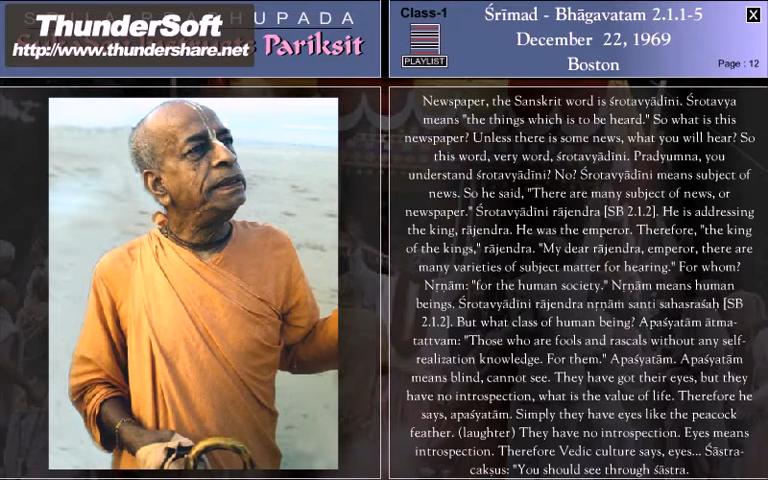 SRILA PRABHUPADA
ThunderSoft
http://www.thundershare.net
Pariksit
Class-1
PLAYLIST
Śrīmad - Bhāgavatam 2.1.1-5
December 22, 1969
Boston
X
Page : 12
Newspaper, the Sanskrit word is śrotavyādīni. Śrotavya
means "the things which is to be heard." So what is this
newspaper? Unless there is some news, what you will hear? So
this word, very word, śrotavyādīni. Pradyumna, you
understand śrotavyādīni? No? Śrotavyādīni means subject of
news. So he said, "There are many subject of news, or
newspaper." Śrotavyādīni rājendra [SB 2.1.2]. He is addressing
the king, rājendra. He was the emperor. Therefore, "the king
of the kings," rājendra. "My dear rājendra, emperor, there are
many varieties of subject matter for hearing." For whom?
Nṛṇām: "for the human society." Nṛṇām means human
beings. Śrotavyādīni rājendra nṛṇāṁ santi sahasraśaḥ [SB
2.1.2]. But what class of human being? Apaśyatām ātma-
tattvam: "Those who are fools and rascals without any self-
realization knowledge. For them." Apaśyatām. Apaśyatām
means blind, cannot see. They have got their eyes, but they
have no introspection, what is the value of life. Therefore he
says, apaśyatām. Simply they have eyes like the peacock
feather. (laughter) They have no introspection. Eyes means
introspection. Therefore Vedic culture says, eyes... Śāstra-
cakṣus: "You should see through śāstra.